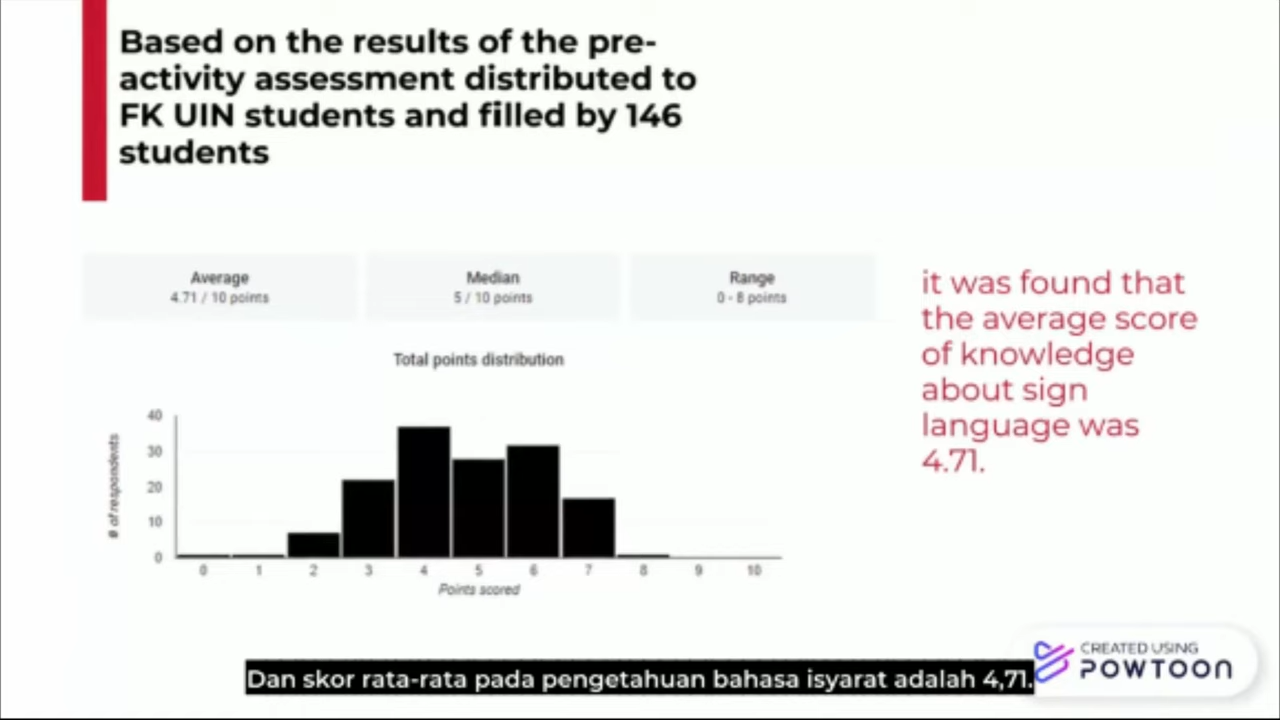 Based on the results of the pre-
activity assessment distributed to
FK UIN students and filled by 146
students
Average
4.71 / 10 points
Median
5 / 10 points
Range
0 - 8 points
it was found that
the average score
of knowledge
about sign
language was
4.71.
Total points distribution
# of respondents
40
30
20
10
0
0 1 2 3 4 5 6 7 8 9 10
Points scored
Dan skor rata-rata pada pengetahuan bahasa isyarat adalah 4,71.
CREATED USING
POWTOON